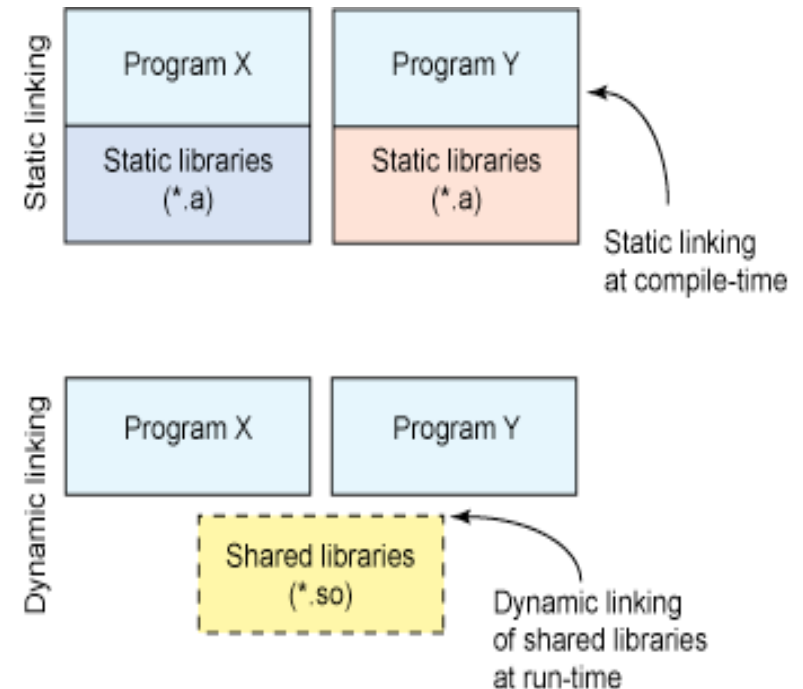 Static linking
Program X
Static libraries
(*.a)
Program Y
Static libraries
(*.a)
Static linking
at compile-time
Dynamic linking
Program X
Program Y
Shared libraries
(*.so)
Dynamic linking
of shared libraries
at run-time